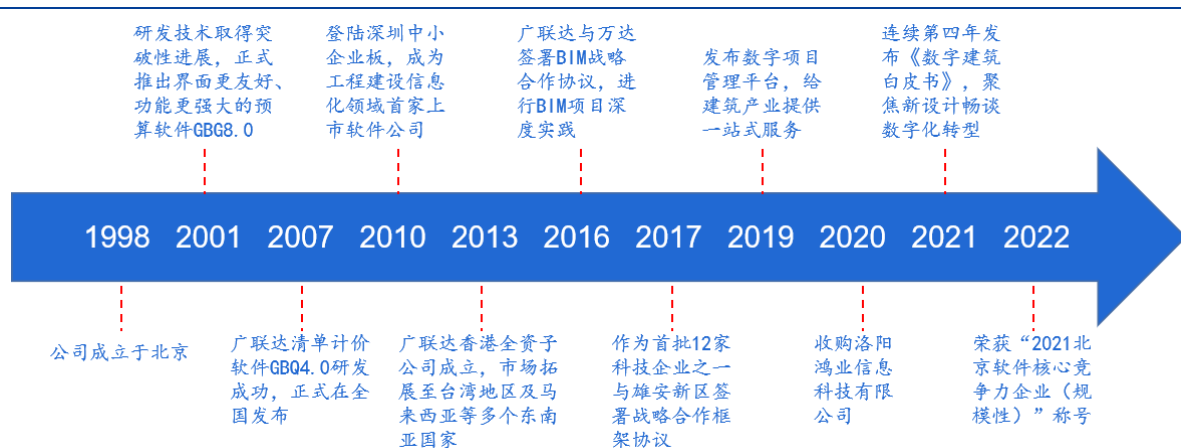 研发技术取得突
破性进展，正式
推出界面更友好、
功能更强大的预
算软件GBG8.0
登陆深圳中小
企业板，成为
工程建设信息
化领域首家上
市软件公司
广联达与万达
签署BIM战略
合作协议，进
行BIM项目深
度实践
发布数字项目
管理平台，给
建筑产业提供
一站式服务
连续第四年发
布《数字建筑
白皮书》，聚
焦新设计畅谈
数字化转型
1998 2001 2007 2010 2013 2016 2017 2019 2020 2021 2022
公司成立于北京
广联达清单计价
软件GBQ4.0研发
成功，正式在全
国发布
广联达香港全资子
公司成立，市场拓
展至台湾地区及马
来西亚等多个东南
亚国家
作为首批12家
科技企业之一
与雄安新区签
署战略合作框
架协议
收购洛阳
鸿业信息
科技有限
公司
荣获“2021北
京软件核心竞
争力企业（规
模性）”称号